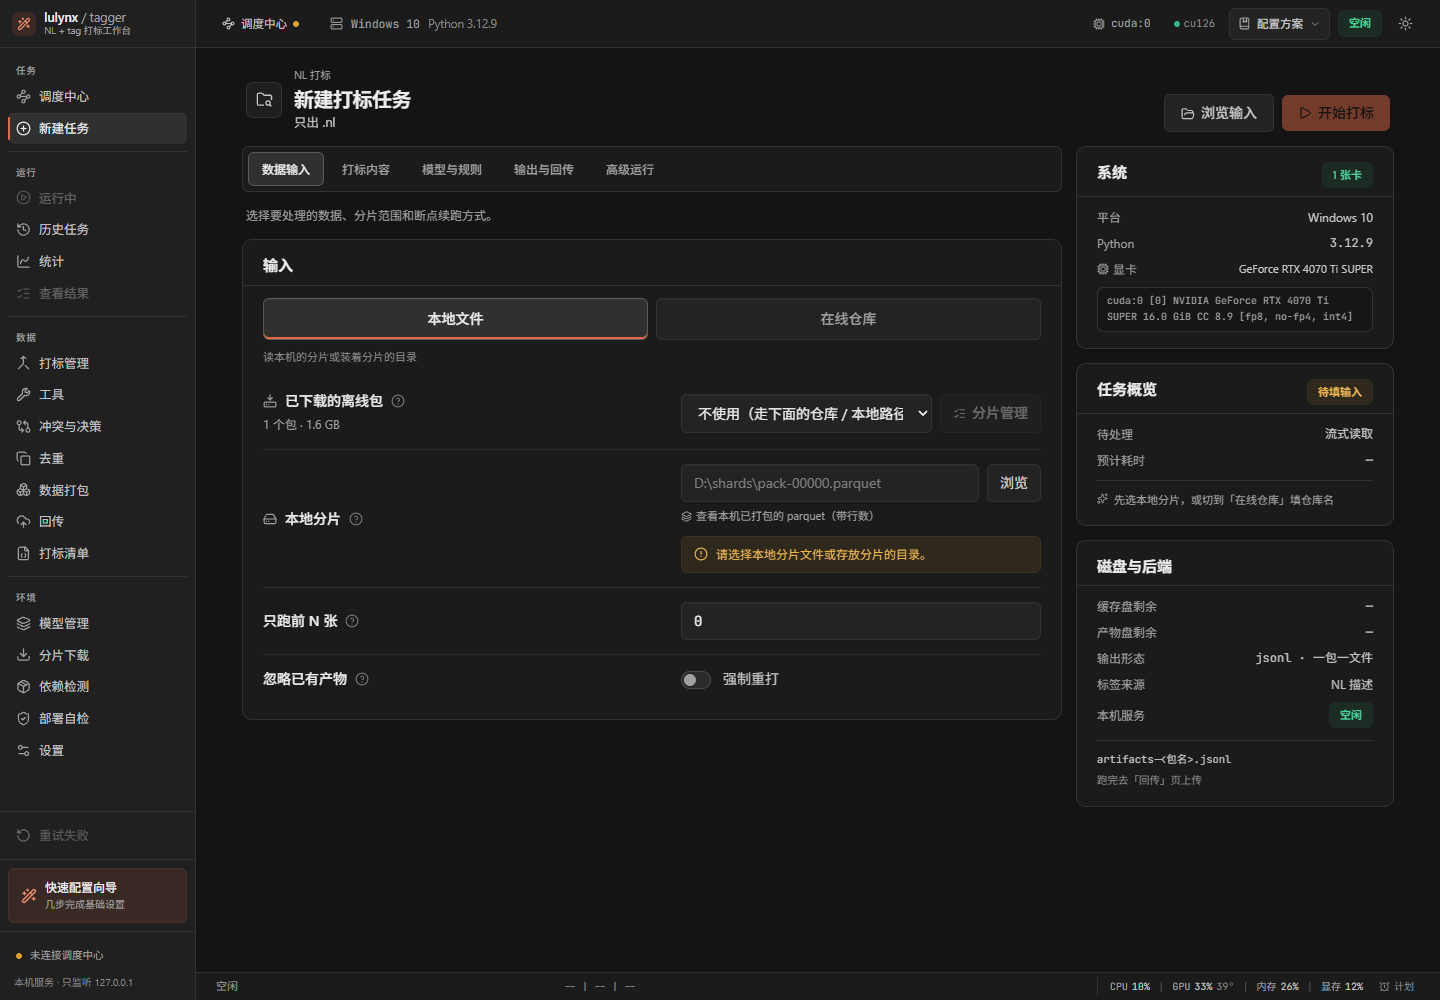 lulynx / tagger
NL + tag 打标工作台
调度中心
Windows 10 Python 3.12.9
cuda:0
cu126
配置方案
空闲
任务
调度中心
新建任务
运行
运行中
历史任务
统计
查看结果
数据
打标管理
工具
冲突与决策
去重
数据打包
回传
打标清单
环境
模型管理
分片下载
依赖检测
部署自检
设置
重试失败
快速配置向导
几步完成基础设置
未连接调度中心
本机服务 · 只监听 127.0.0.1
NL 打标
新建打标任务
只出 .nl
浏览输入
开始打标
数据输入
打标内容
模型与规则
输出与回传
高级运行
选择要处理的数据、分片范围和断点续跑方式。
输入
本地文件
在线仓库
读本机的分片或装着分片的目录
已下载的离线包
1 个包 · 1.6 GB
不使用（走下面的仓库 / 本地路径
分片管理
本地分片
D:\shards\pack-00000.parquet
浏览
查看本机已打包的 parquet（带行数）
请选择本地分片文件或存放分片的目录。
只跑前 N 张
0
忽略已有产物
强制重打
系统
1 张卡
平台
Windows 10
Python
3.12.9
显卡
GeForce RTX 4070 Ti SUPER
cuda:0 [0] NVIDIA GeForce RTX 4070 Ti
SUPER 16.0 GiB CC 8.9 [fp8, no-fp4, int4]
任务概览
待填输入
待处理
流式读取
预计耗时
—
先选本地分片，或切到「在线仓库」填仓库名
磁盘与后端
缓存盘剩余
—
产物盘剩余
—
输出形态
jsonl · 一包一文件
标签来源
NL 描述
本机服务
空闲
artifacts—<包名>.jsonl
跑完去「回传」页上传
空闲
-- | -- | --
CPU 10% | GPU 33% 39° | 内存 26% | 显存 12%
计划